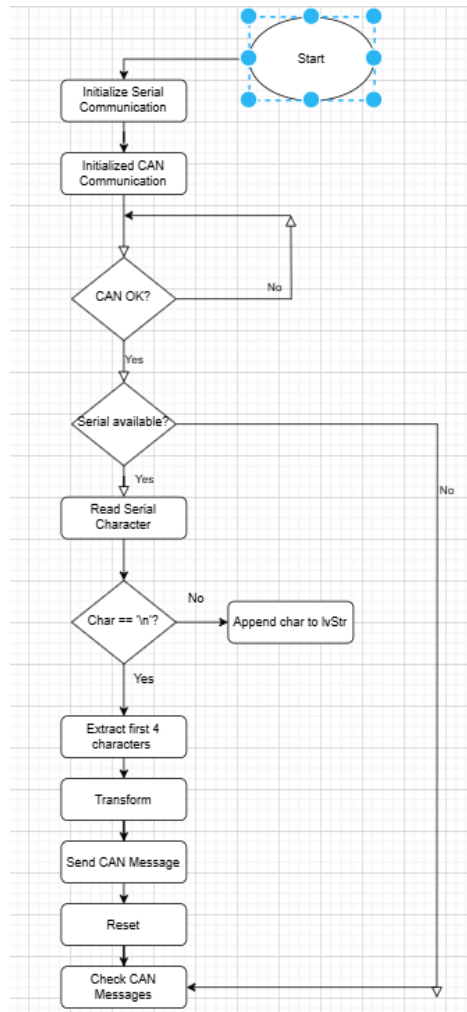 Start
Initialize Serial
Communication
Initialized CAN
Communication
CAN OK?
No
Yes
Serial available?
No
Yes
Read Serial
Character
Char == '\n'?
No
Append char to lvStr
Yes
Extract first 4
characters
Transform
Send CAN Message
Reset
Check CAN
Messages